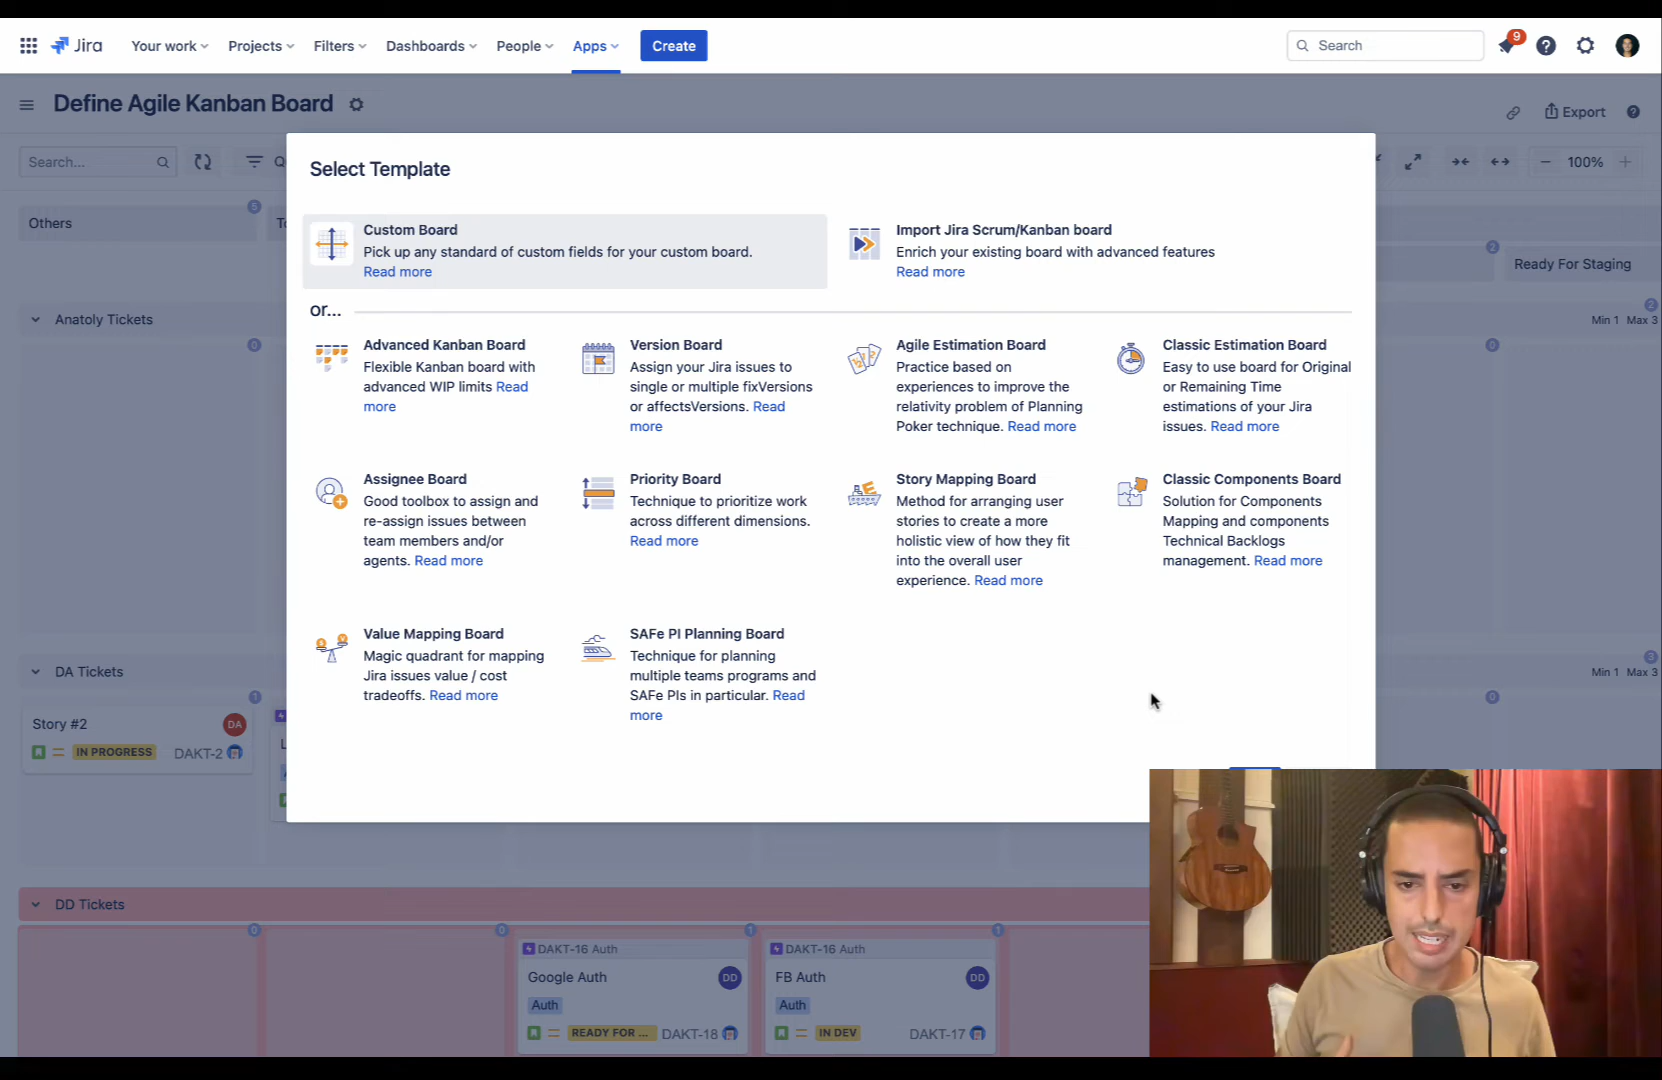 Jira Your work Projects Filters Dashboards People Apps Create Search 9
Define Agile Kanban Board Export
Search... 100%
Select Template
Others 5
2 Ready For Staging
Custom Board
Pick up any standard of custom fields for your custom board.
Read more
Import Jira Scrum/Kanban board
Enrich your existing board with advanced features
Read more
or...
Anatoly Tickets 2
Min 1 Max 3
0 0
Advanced Kanban Board
Flexible Kanban board with
advanced WIP limits Read
more
Version Board
Assign your Jira issues to
single or multiple fixVersions
or affectsVersions. Read
more
Agile Estimation Board
Practice based on
experiences to improve the
relativity problem of Planning
Poker technique. Read more
Classic Estimation Board
Easy to use board for Original
or Remaining Time
estimations of your Jira
issues. Read more
Assignee Board
Good toolbox to assign and
re-assign issues between
team members and/or
agents. Read more
Priority Board
Technique to prioritize work
across different dimensions.
Read more
Story Mapping Board
Method for arranging user
stories to create a more
holistic view of how they fit
into the overall user
experience. Read more
Classic Components Board
Solution for Components
Mapping and components
Technical Backlogs
management. Read more
Value Mapping Board
Magic quadrant for mapping
Jira issues value / cost
tradeoffs. Read more
SAFe PI Planning Board
Technique for planning
multiple teams programs and
SAFe PIs in particular. Read
more
DA Tickets 3
Min 1 Max 3
1 0
Story #2 DA
IN PROGRESS DAKT-2
DD Tickets
0 0 1 1
DAKT-16 Auth
Google Auth DD
Auth
READY FOR ... DAKT-18
DAKT-16 Auth
FB Auth DD
Auth
IN DEV DAKT-17